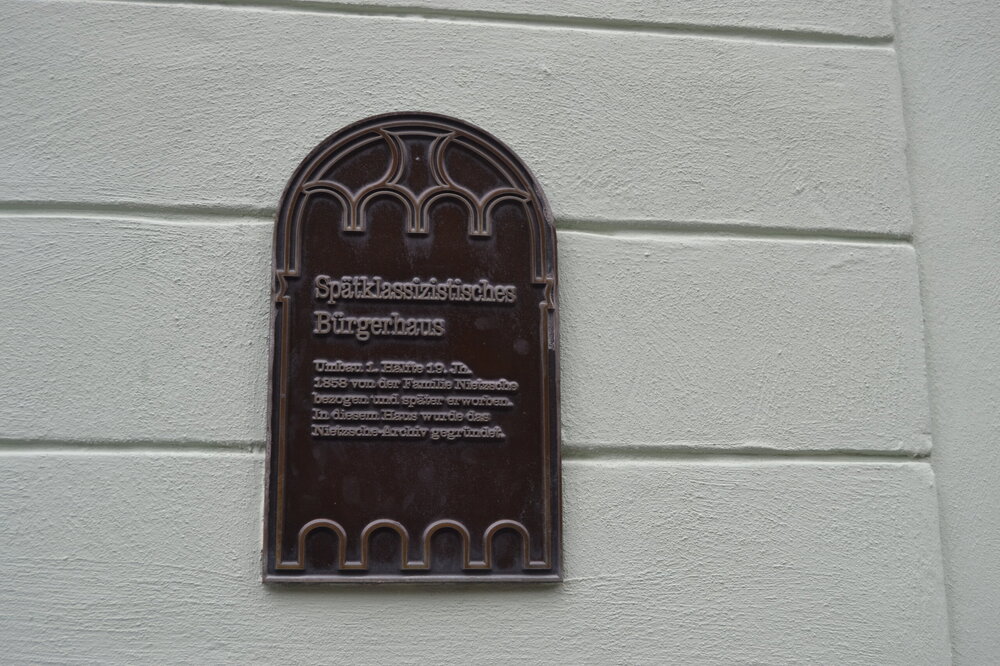 Spätklassizistisches
Bürgerhaus
Umbau 1. Hälfte 19. Jh.
1858 von der Familie Nietzsche
bezogen und später erworben.
In diesem Haus wurde das
Nietzsche-Archiv gegründet.